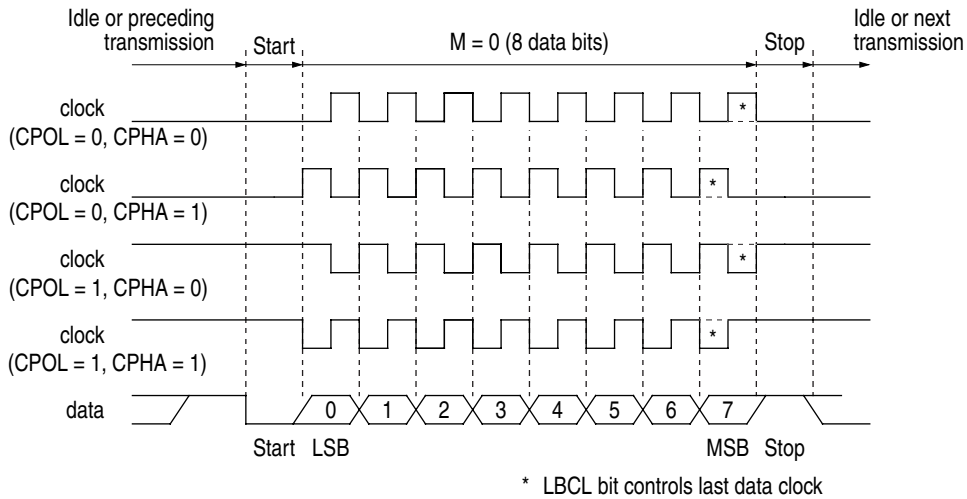 Idle or preceding
transmission
Start
M = 0 (8 data bits)
Stop
Idle or next
transmission
clock
(CPOL = 0, CPHA = 0)
*
clock
(CPOL = 0, CPHA = 1)
*
clock
(CPOL = 1, CPHA = 0)
*
clock
(CPOL = 1, CPHA = 1)
*
data
0 1 2 3 4 5 6 7
Start LSB MSB Stop
* LBCL bit controls last data clock